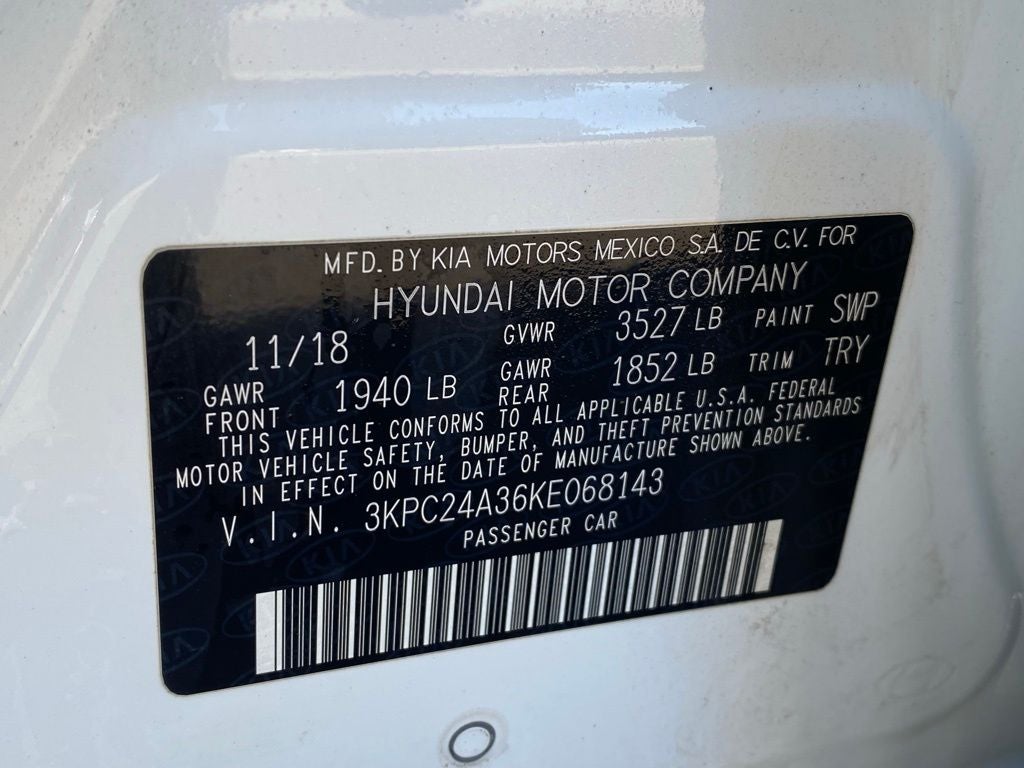 MFD. BY KIA MOTORS MEXICO S.A. DE C.V. FOR
HYUNDAI MOTOR COMPANY
11/18 GVWR 3527 LB PAINT SWP
GAWR FRONT 1940 LB GAWR REAR 1852 LB TRIM TRY
THIS VEHICLE CONFORMS TO ALL APPLICABLE U.S.A. FEDERAL
MOTOR VEHICLE SAFETY, BUMPER, AND THEFT PREVENTION STANDARDS
IN EFFECT ON THE DATE OF MANUFACTURE SHOWN ABOVE.
V.I.N. 3KPC24A36KE068143
PASSENGER CAR